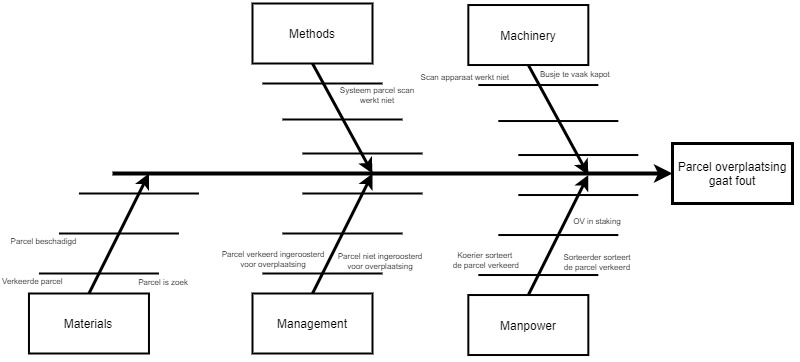 Methods
Machinery
Scan apparaat werkt niet
Busje te vaak kapot
Systeem parcel scan
werkt niet
Parcel overplaatsing
gaat fout
OV in staking
Parcel beschadigd
Parcel verkeerd ingeroosterd
voor overplaatsing
Parcel niet ingeroosterd
voor overplaatsing
Koerier sorteert
de parcel verkeerd
Sorteerder sorteert
de parcel verkeerd
Verkeerde parcel
Parcel is zoek
Materials
Management
Manpower